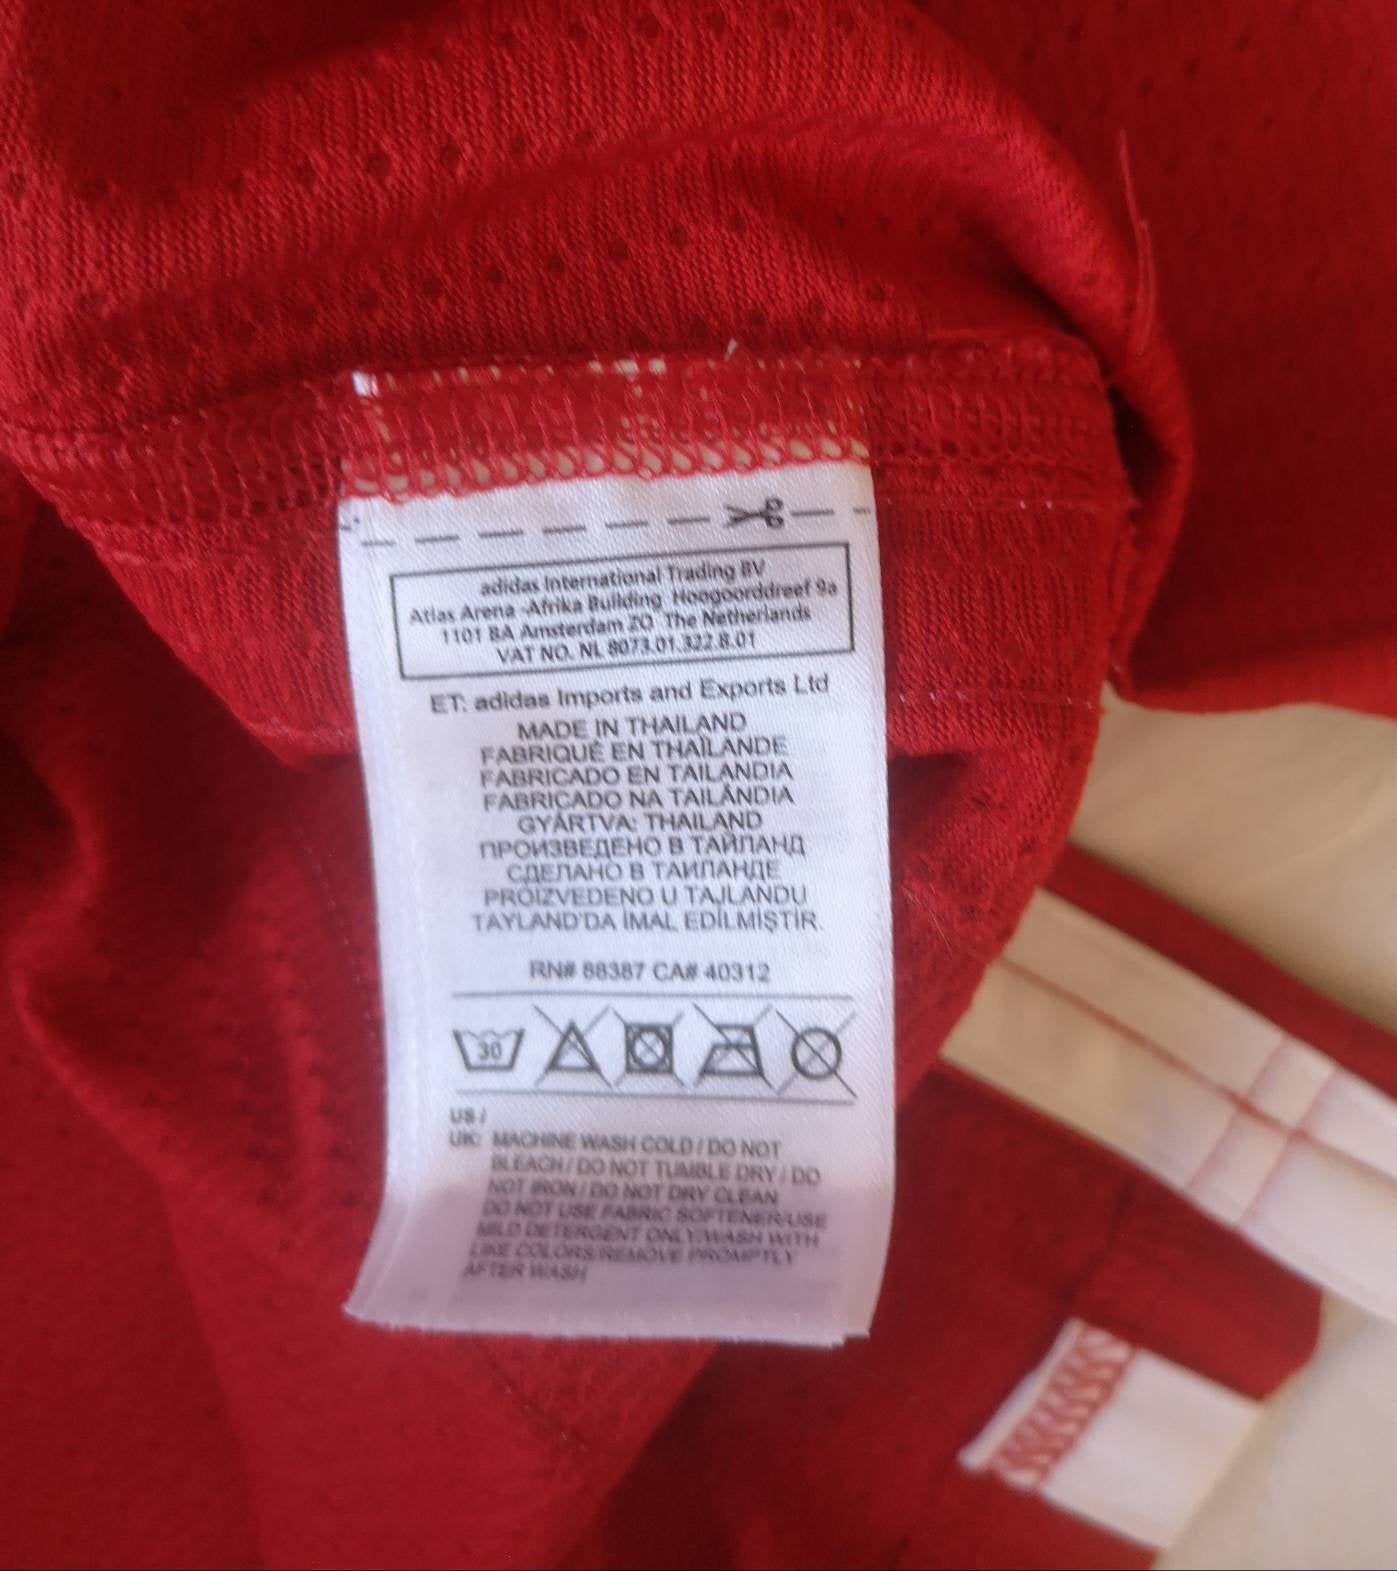 adidas International Trading BV
Atlas Arena -Afrika Building Hoogoorddreef 9a
1101 BA Amsterdam ZO The Netherlands
VAT NO. NL 8073.01.322.B.01
ET: adidas Imports and Exports Ltd
MADE IN THAILAND
FABRIQUÉ EN THAÏLANDE
FABRICADO EN TAILANDIA
FABRICADO NA TAILÂNDIA
GYÁRTVA: THAILAND
ПРОИЗВЕДЕНО В ТАЙЛАНД
СДЕЛАНО В ТАИЛАНДЕ
PROIZVEDENO U TAJLANDU
TAYLAND'DA İMAL EDİLMİŞTİR.
RN# 88387 CA# 40312
30
US /
UK: MACHINE WASH COLD / DO NOT
BLEACH / DO NOT TUMBLE DRY / DO
NOT IRON / DO NOT DRY CLEAN
DO NOT USE FABRIC SOFTENER/USE
MILD DETERGENT ONLY/WASH WITH
LIKE COLORS/REMOVE PROMPTLY
AFTER WASH